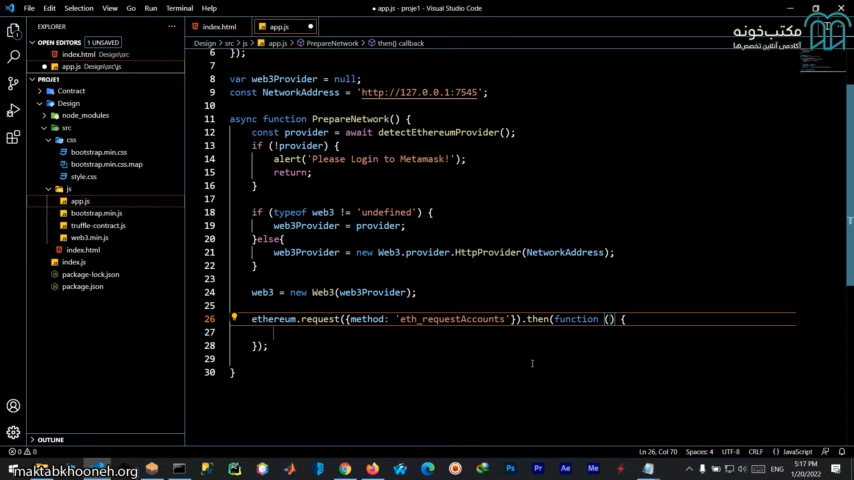 File Edit Selection View Go Run Terminal Help
● app.js - Proje1 - Visual Studio Code
EXPLORER
···
index.html
app.js
مکتب‌خونه
آکادمی آنلاین تخصص‌ها
OPEN EDITORS 1 UNSAVED
index.html Design\src
app.js Design\src\js
PROJE1
Contract
Design
node_modules
src
css
bootstrap.min.css
bootstrap.min.css.map
style.css
js
app.js
bootstrap.min.js
truffle-contract.js
web3.min.js
index.html
index.js
package-lock.json
package.json
OUTLINE
Design > src > js > app.js > PrepareNetwork > then() callback
6 });
7
8 var web3Provider = null;
9 const NetworkAddress = 'http://127.0.0.1:7545';
10
11 async function PrepareNetwork() {
12 const provider = await detectEthereumProvider();
13 if (!provider) {
14 alert('Please Login to Metamask!');
15 return;
16 }
17
18 if (typeof web3 != 'undefined') {
19 web3Provider = provider;
20 }else{
21 web3Provider = new Web3.provider.HttpProvider(NetworkAddress);
22 }
23
24 web3 = new Web3(web3Provider);
25
26 ethereum.request({method: 'eth_requestAccounts'}).then(function () {
27
28 });
29
30 }
0 0
Ln 26, Col 70 Spaces: 4 UTF-8 CRLF JavaScript
maktabkhooneh.org
Ps Pr Ae Me
ENG
5:17 PM
1/20/2022